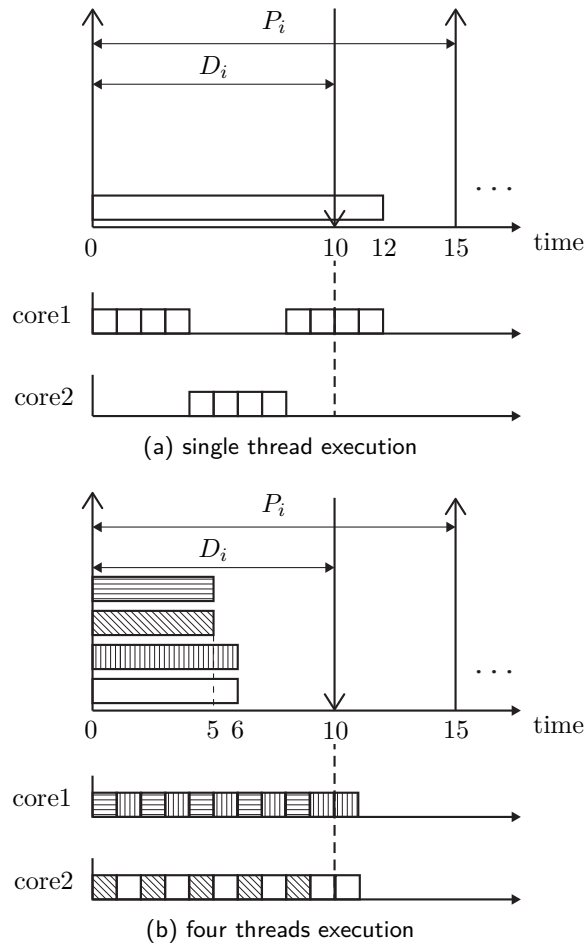 P_i
D_i
. . .
0 10 12 15 time
core1
core2
(a) single thread execution
P_i
D_i
. . .
0 5 6 10 15 time
core1
core2
(b) four threads execution